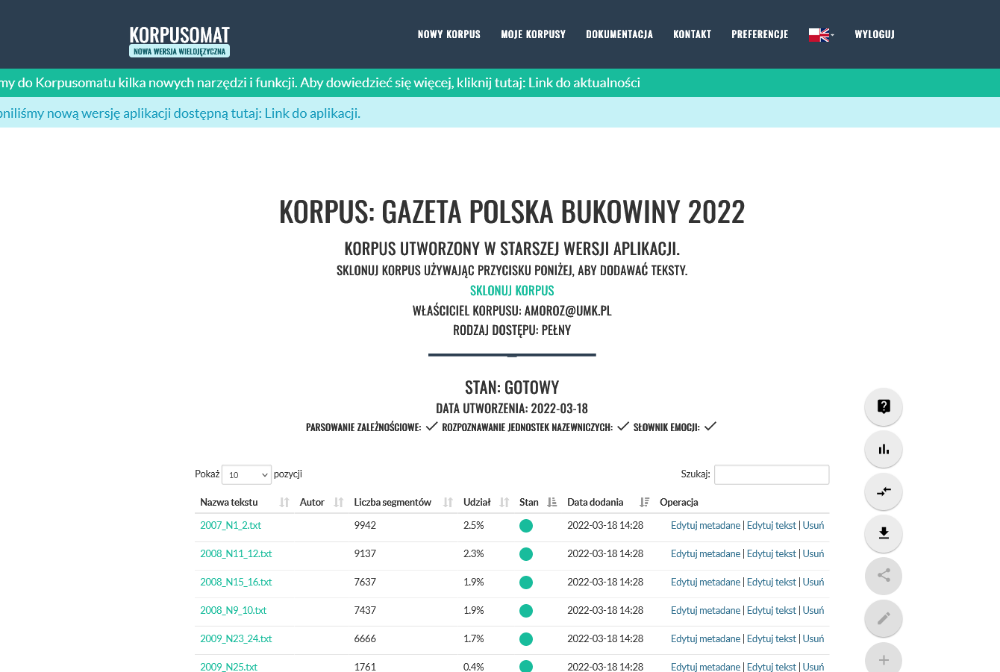 KORPUSOMAT
NOWA WERSJA WIELOJĘZYCZNA
NOWY KORPUS MOJE KORPUSY DOKUMENTACJA KONTAKT PREFERENCJE WYLOGUJ
my do Korpusomatu kilka nowych narzędzi i funkcji. Aby dowiedzieć się więcej, kliknij tutaj: Link do aktualności
pniliśmy nową wersję aplikacji dostępną tutaj: Link do aplikacji.
KORPUS: GAZETA POLSKA BUKOWINY 2022
KORPUS UTWORZONY W STARSZEJ WERSJI APLIKACJI.
SKLONUJ KORPUS UŻYWAJĄC PRZYCISKU PONIŻEJ, ABY DODAWAĆ TEKSTY.
SKLONUJ KORPUS
WŁAŚCICIEL KORPUSU: AMOROZ@UMK.PL
RODZAJ DOSTĘPU: PEŁNY
STAN: GOTOWY
DATA UTWORZENIA: 2022-03-18
PARSOWANIE ZALEŻNOŚCIOWE: ✓ ROZPOZNAWANIE JEDNOSTEK NAZEWNICZYCH: ✓ SŁOWNIK EMOCJI: ✓
Pokaż 10 pozycji Szukaj:
Nazwa tekstu Autor Liczba segmentów Udział Stan Data dodania Operacja
2007_N1_2.txt 9942 2.5% 2022-03-18 14:28 Edytuj metadane | Edytuj tekst | Usuń
2008_N11_12.txt 9137 2.3% 2022-03-18 14:28 Edytuj metadane | Edytuj tekst | Usuń
2008_N15_16.txt 7637 1.9% 2022-03-18 14:28 Edytuj metadane | Edytuj tekst | Usuń
2008_N9_10.txt 7437 1.9% 2022-03-18 14:28 Edytuj metadane | Edytuj tekst | Usuń
2009_N23_24.txt 6666 1.7% 2022-03-18 14:28 Edytuj metadane | Edytuj tekst | Usuń
2009_N25.txt 1761 0.4% 2022-03-18 14:28 Edytuj metadane | Edytuj tekst | Usuń